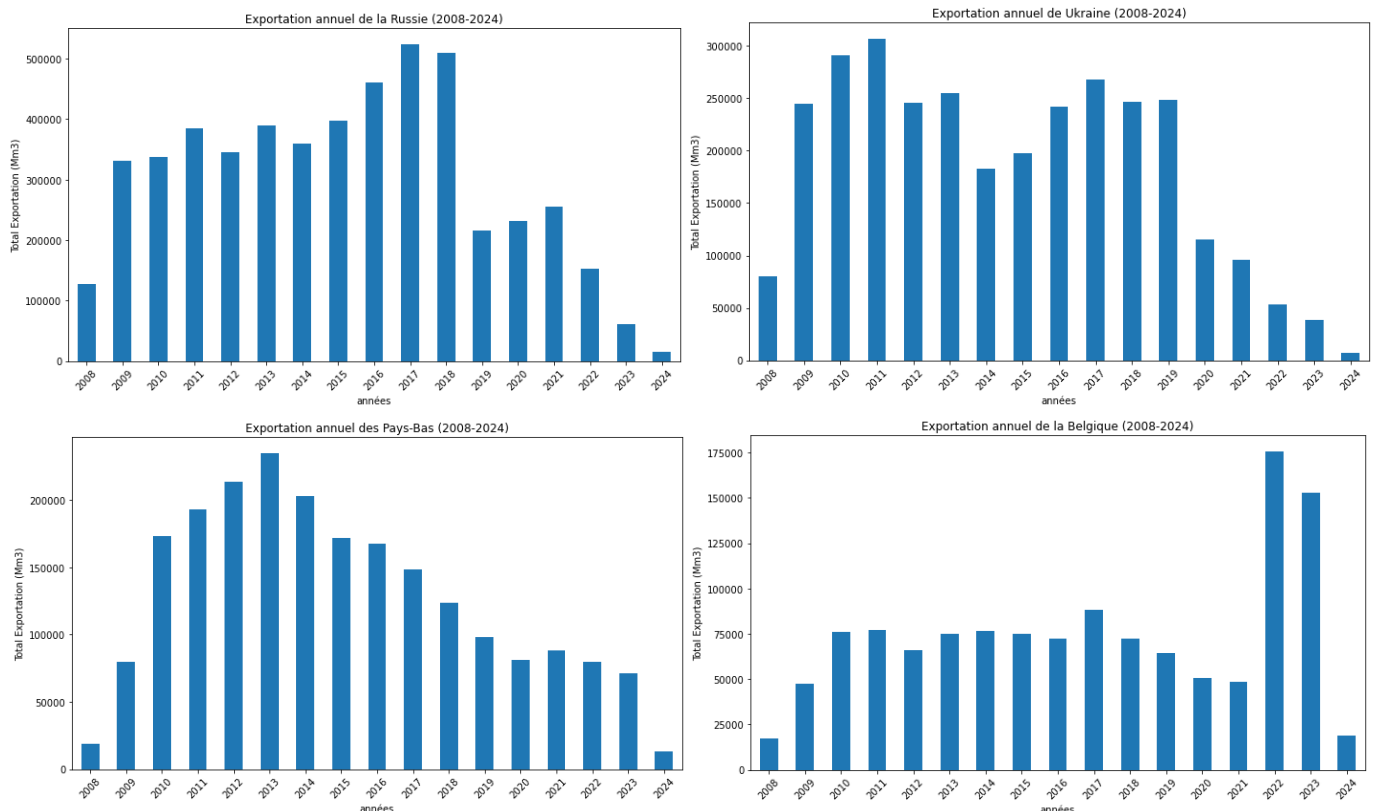 Exportation annuel de la Russie (2008-2024)
500000
400000
300000
200000
100000
0
Total Exportation (Mm3)
2008 2009 2010 2011 2012 2013 2014 2015 2016 2017 2018 2019 2020 2021 2022 2023 2024
années
Exportation annuel de Ukraine (2008-2024)
300000
250000
200000
150000
100000
50000
0
Total Exportation (Mm3)
2008 2009 2010 2011 2012 2013 2014 2015 2016 2017 2018 2019 2020 2021 2022 2023 2024
années
Exportation annuel des Pays-Bas (2008-2024)
200000
150000
100000
50000
0
Total Exportation (Mm3)
2008 2009 2010 2011 2012 2013 2014 2015 2016 2017 2018 2019 2020 2021 2022 2023 2024
années
Exportation annuel de la Belgique (2008-2024)
175000
150000
125000
100000
75000
50000
25000
0
Total Exportation (Mm3)
2008 2009 2010 2011 2012 2013 2014 2015 2016 2017 2018 2019 2020 2021 2022 2023 2024
années